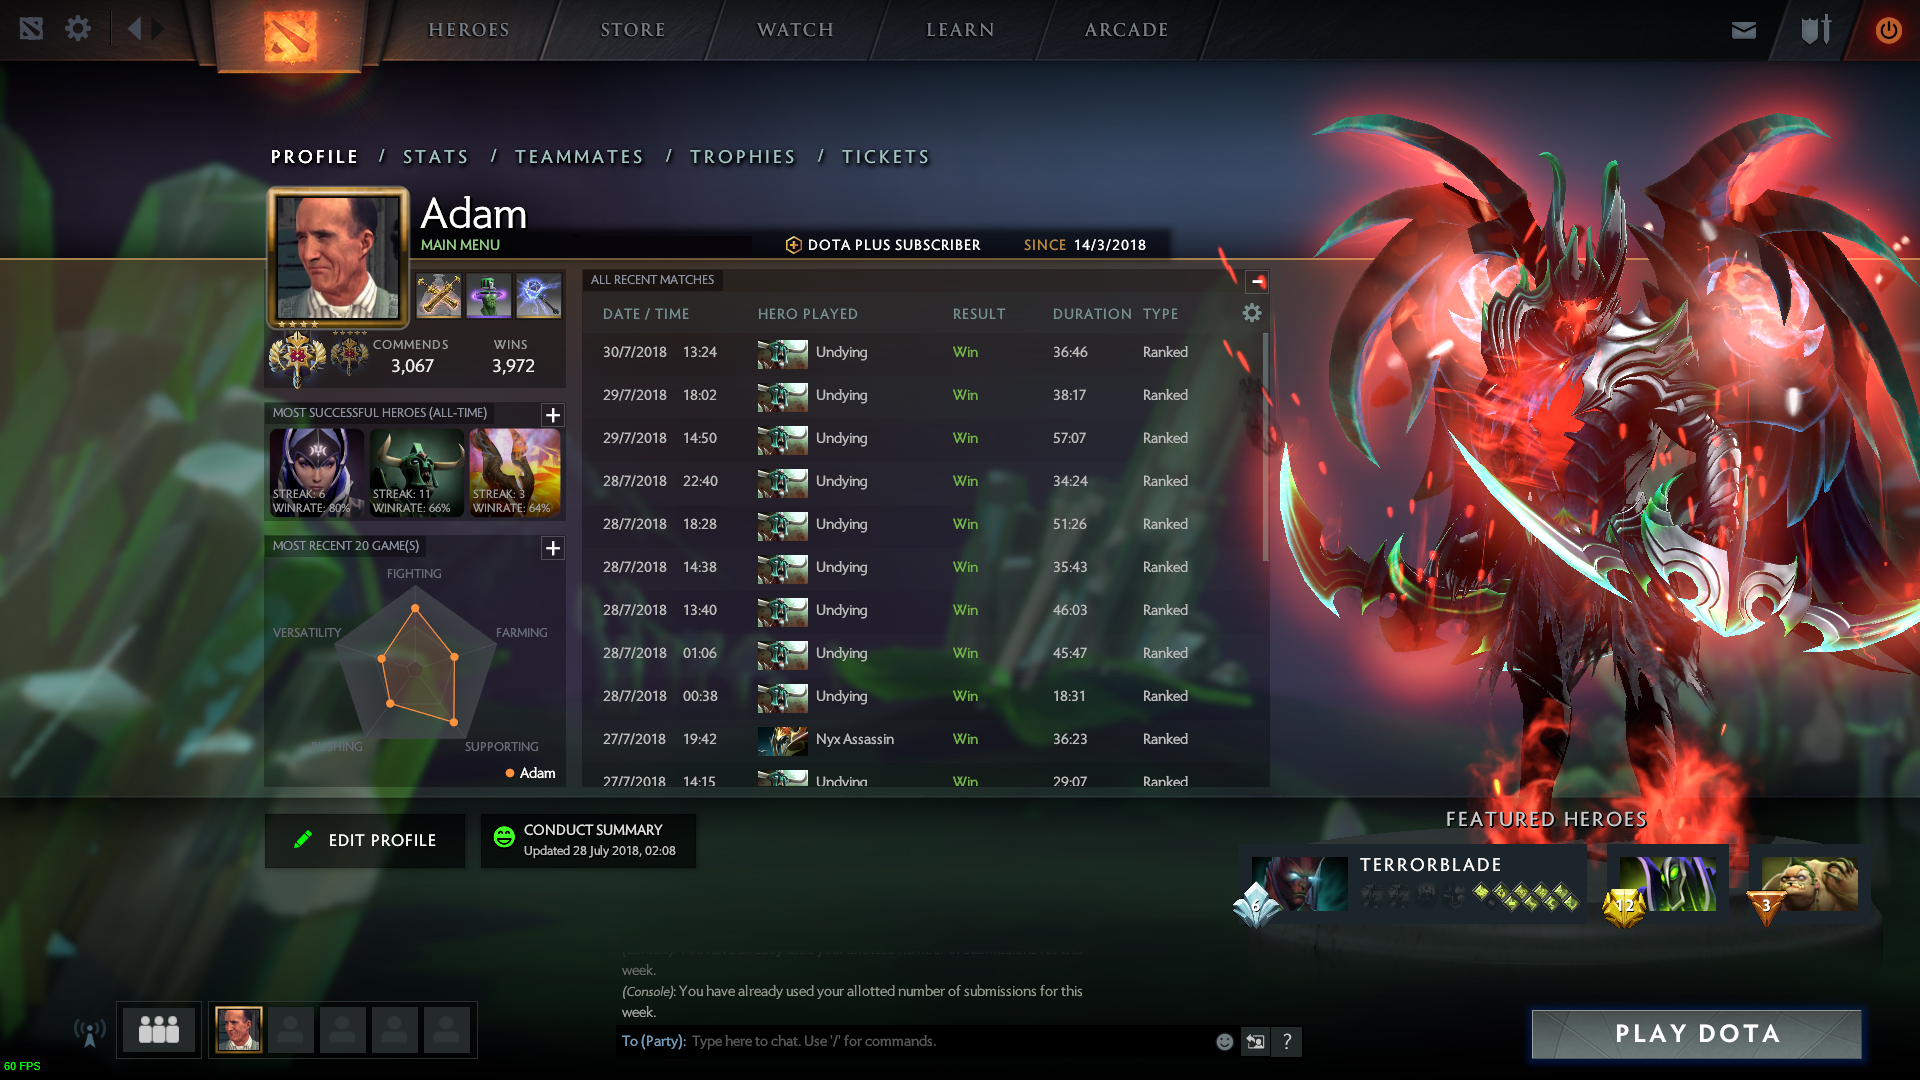 HEROES
STORE
WATCH
LEARN
ARCADE
PROFILE / STATS / TEAMMATES / TROPHIES / TICKETS
Adam
MAIN MENU
DOTA PLUS SUBSCRIBER
SINCE 14/3/2018
COMMENDS
3,067
WINS
3,972
MOST SUCCESSFUL HEROES (ALL-TIME)
STREAK: 6
WINRATE: 80%
STREAK: 11
WINRATE: 66%
STREAK: 3
WINRATE: 64%
MOST RECENT 20 GAME(S)
FIGHTING
VERSATILITY
FARMING
PUSHING
SUPPORTING
Adam
ALL RECENT MATCHES
DATE / TIME HERO PLAYED RESULT DURATION TYPE
30/7/2018 13:24 Undying Win 36:46 Ranked
29/7/2018 18:02 Undying Win 38:17 Ranked
29/7/2018 14:50 Undying Win 57:07 Ranked
28/7/2018 22:40 Undying Win 34:24 Ranked
28/7/2018 18:28 Undying Win 51:26 Ranked
28/7/2018 14:38 Undying Win 35:43 Ranked
28/7/2018 13:40 Undying Win 46:03 Ranked
28/7/2018 01:06 Undying Win 45:47 Ranked
28/7/2018 00:38 Undying Win 18:31 Ranked
27/7/2018 19:42 Nyx Assassin Win 36:23 Ranked
27/7/2018 14:15 Undying Win 29:07 Ranked
EDIT PROFILE
CONDUCT SUMMARY
Updated 28 July 2018, 02:08
FEATURED HEROES
TERRORBLADE
6
12
3
week.
(Console): You have already used your allotted number of submissions for this
week.
To (Party): Type here to chat. Use '/' for commands.
?
PLAY DOTA
60 FPS